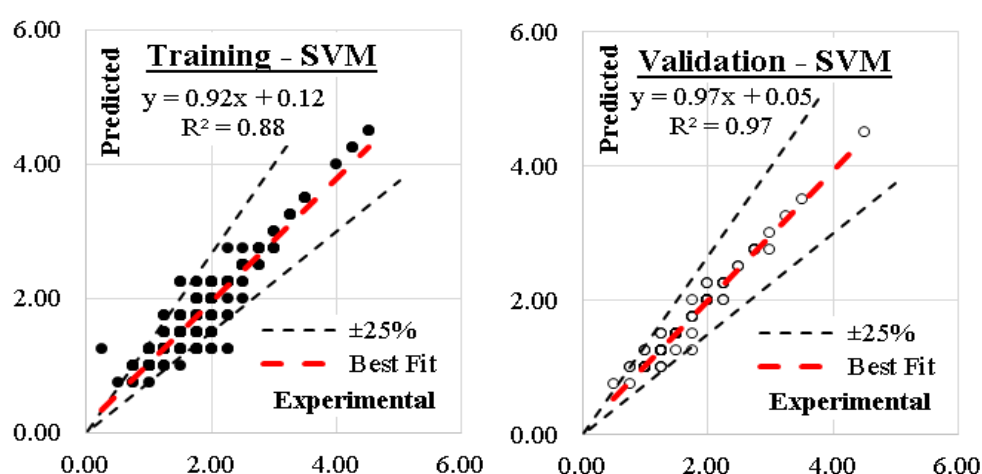 6.00
Training - SVM
y = 0.92x + 0.12
R² = 0.88
Predicted
4.00
2.00
±25%
Best Fit
Experimental
0.00
0.00 2.00 4.00 6.00
6.00
Validation - SVM
y = 0.97x + 0.05
R² = 0.97
Predicted
4.00
2.00
±25%
Best Fit
Experimental
0.00
0.00 2.00 4.00 6.00